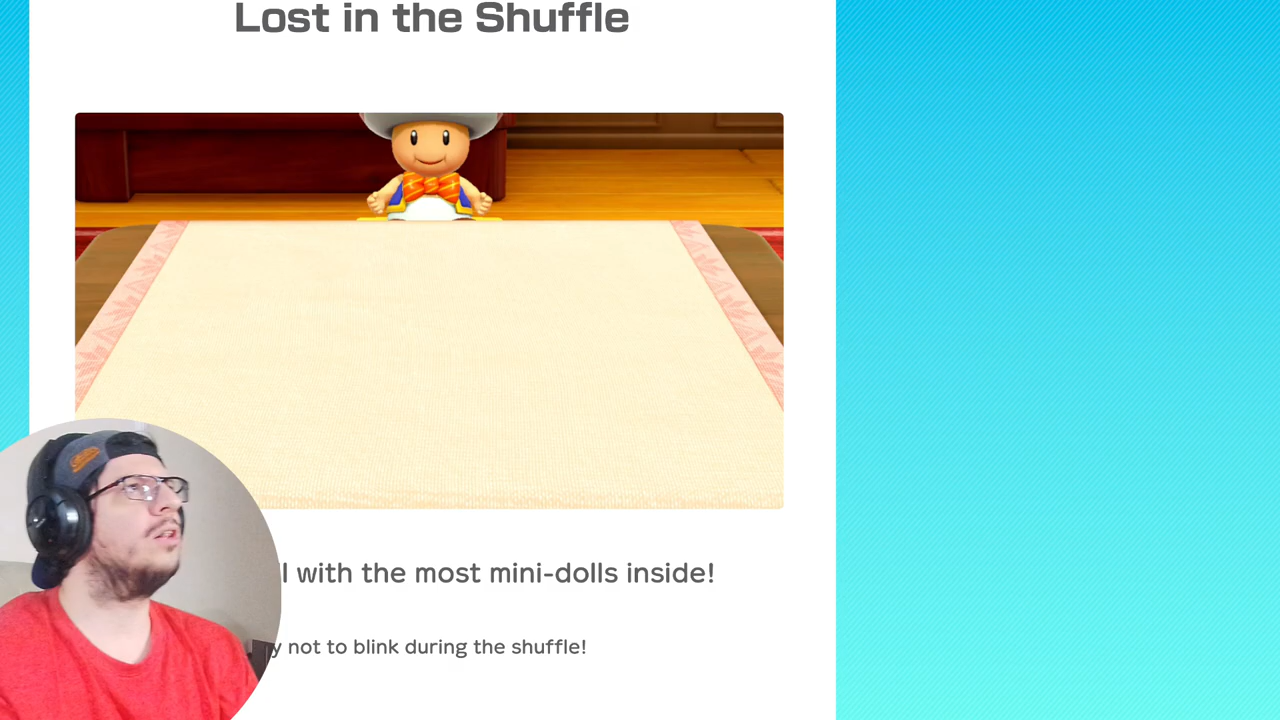 Lost in the Shuffle
with the most mini-dolls inside!
not to blink during the shuffle!